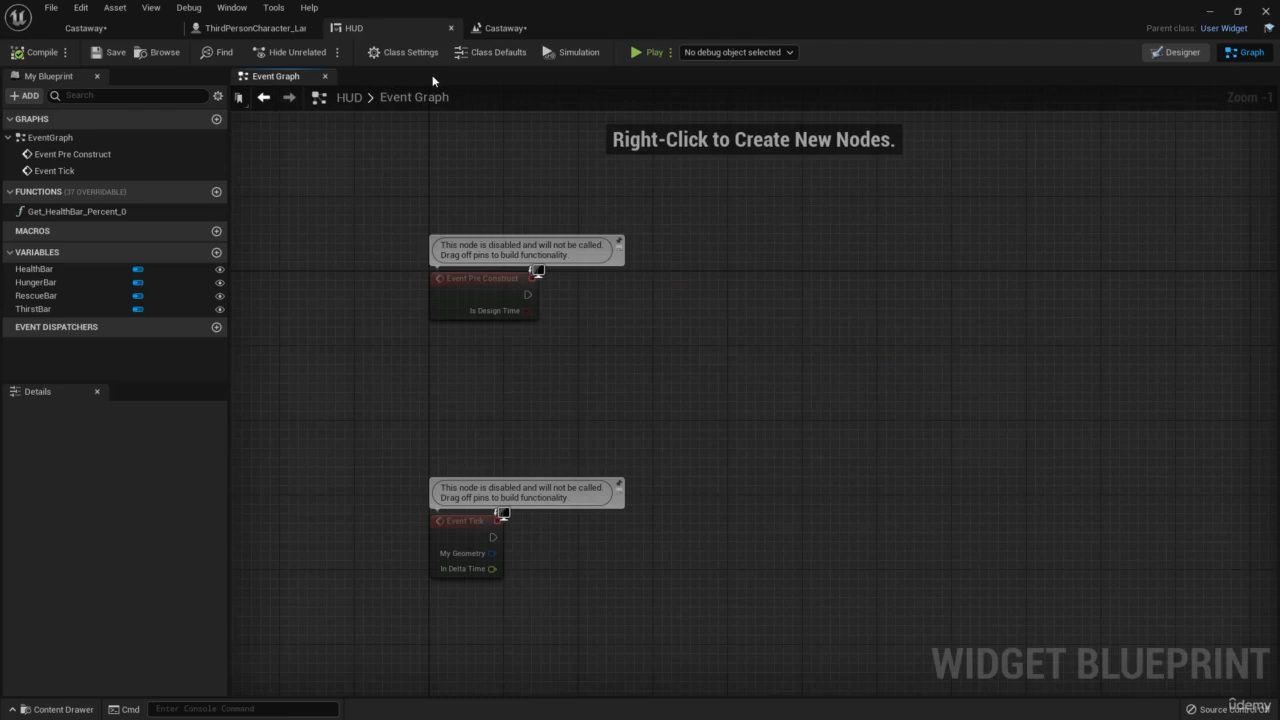 File Edit Asset View Debug Window Tools Help
Castaway• ThirdPersonCharacter_Lar HUD Castaway•
Parent class: User Widget
Compile Save Browse Find Hide Unrelated Class Settings Class Defaults Simulation Play No debug object selected Designer Graph
My Blueprint
Event Graph
ADD Search
HUD > Event Graph
Zoom -1
GRAPHS
EventGraph
Event Pre Construct
Event Tick
FUNCTIONS (37 OVERRIDABLE)
Get_HealthBar_Percent_0
MACROS
VARIABLES
HealthBar
HungerBar
RescueBar
ThirstBar
EVENT DISPATCHERS
Details
Right-Click to Create New Nodes.
This node is disabled and will not be called.
Drag off pins to build functionality.
Event Pre Construct
Is Design Time
This node is disabled and will not be called.
Drag off pins to build functionality.
Event Tick
My Geometry
In Delta Time
WIDGET BLUEPRINT
Content Drawer Cmd Enter Console Command
Source Control Off
udemy